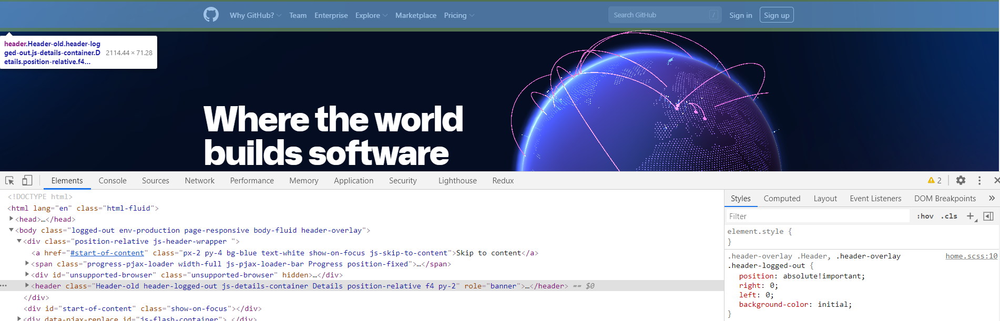 Why GitHub? Team Enterprise Explore Marketplace Pricing Search GitHub / Sign in Sign up
header.Header-old.header-log
ged-out.js-details-container.D
etails.position-relative.f4… 2114.44 × 71.28
Where the world
builds software
Elements Console Sources Network Performance Memory Application Security Lighthouse Redux 2
<!DOCTYPE html>
<html lang="en" class="html-fluid">
<head>…</head>
<body class="logged-out env-production page-responsive body-fluid header-overlay">
<div class="position-relative js-header-wrapper ">
<a href="#start-of-content" class="px-2 py-4 bg-blue text-white show-on-focus js-skip-to-content">Skip to content</a>
<span class="progress-pjax-loader width-full js-pjax-loader-bar Progress position-fixed">…</span>
<div id="unsupported-browser" class="unsupported-browser" hidden>…</div>
<header class="Header-old header-logged-out js-details-container Details position-relative f4 py-2" role="banner">…</header> == $0
</div>
<div id="start-of-content" class="show-on-focus"></div>
<div data-pjax-replace id="js-flash-container"> </div>
Styles Computed Layout Event Listeners DOM Breakpoints »
Filter :hov .cls +
element.style {
}
.header-overlay .Header, .header-overlay home.scss:10
.header-logged-out {
position: absolute!important;
right: 0;
left: 0;
background-color: initial;
}